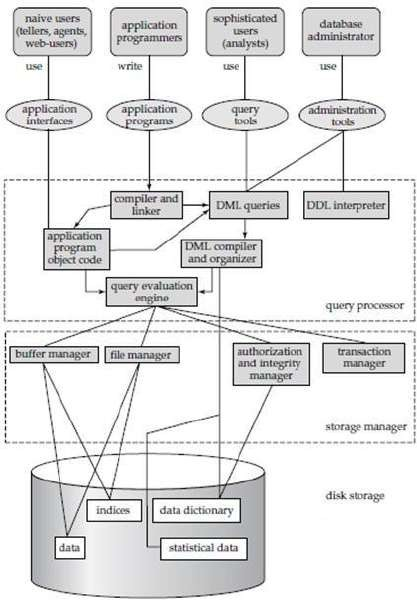 naive users
(tellers, agents,
web-users)
application
programmers
sophisticated
users
(analysts)
database
administrator
use
write
use
use
application
interfaces
application
programs
query
tools
administration
tools
compiler and
linker
DML queries
DDL interpreter
application
program
object code
DML compiler
and organizer
query evaluation
engine
query processor
buffer manager
file manager
authorization
and integrity
manager
transaction
manager
storage manager
disk storage
indices
data dictionary
data
statistical data